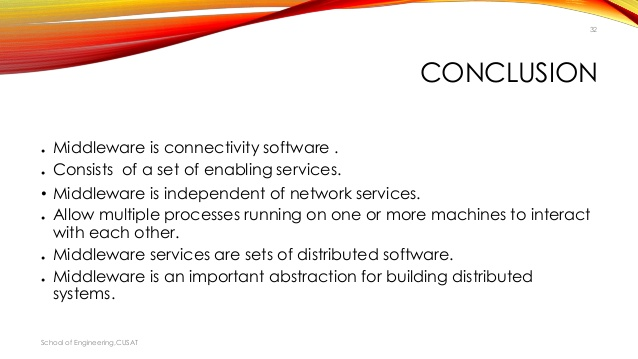 32
CONCLUSION
• Middleware is connectivity software .
• Consists of a set of enabling services.
• Middleware is independent of network services.
• Allow multiple processes running on one or more machines to interact
with each other.
• Middleware services are sets of distributed software.
• Middleware is an important abstraction for building distributed
systems.
School of Engineering,CUSAT